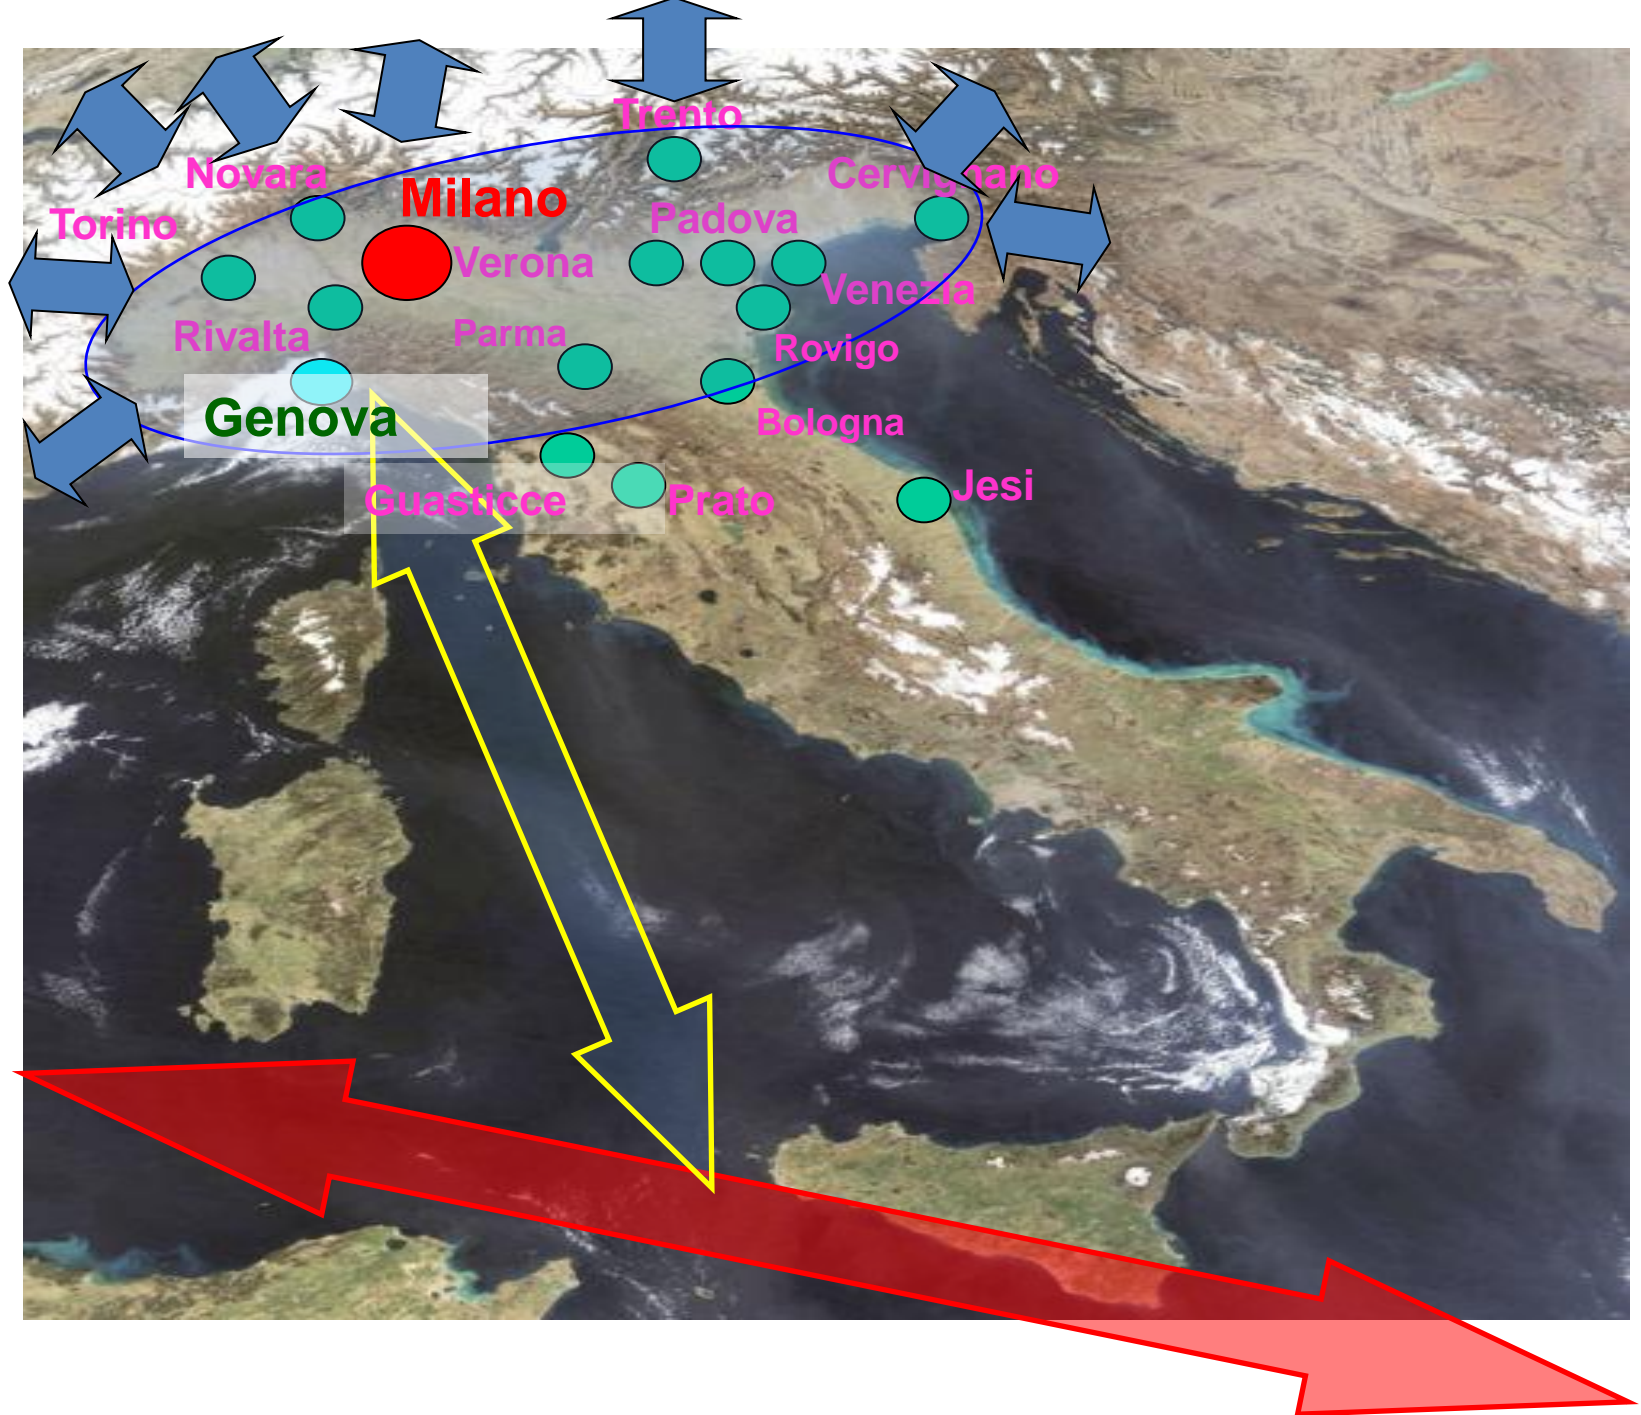 Trento
Novara
Milano
Cervignano
Torino
Padova
Verona
Venezia
Rivalta
Parma
Rovigo
Genova
Bologna
Guasticce
Prato
Jesi